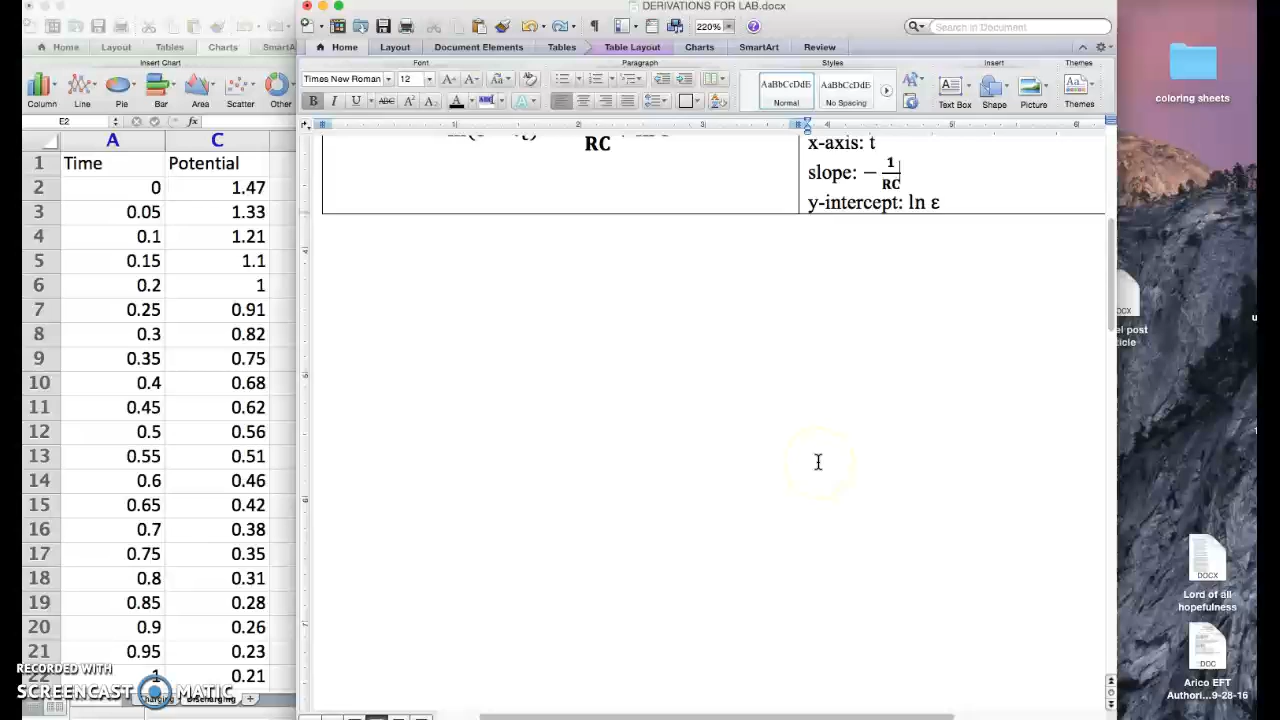 DERIVATIONS FOR LAB.docx
220%
Search in Document
Home Layout Tables Charts SmartA
Home Layout Document Elements Tables Table Layout Charts SmartArt Review
Insert Chart
Font Paragraph Styles Insert Themes
Times New Roman 12
AaBbCcDdE AaBbCcDdE
Column Line Pie Bar Area Scatter Other
B I U ABC A A
Normal No Spacing Text Box Shape Picture Themes
E2 fx
A C
1 Time Potential
2 0 1.47
3 0.05 1.33
4 0.1 1.21
5 0.15 1.1
6 0.2 1
7 0.25 0.91
8 0.3 0.82
9 0.35 0.75
10 0.4 0.68
11 0.45 0.62
12 0.5 0.56
13 0.55 0.51
14 0.6 0.46
15 0.65 0.42
16 0.7 0.38
17 0.75 0.35
18 0.8 0.31
19 0.85 0.28
20 0.9 0.26
21 0.95 0.23
22 1 0.21
Charging Discharging
RC
x-axis: t
slope: − 1/RC
y-intercept: ln ε
coloring sheets
DOCX
Lord of all
hopefulness
DOC
Arico EFT
Authori...9-28-16
RECORDED WITH
SCREENCAST MATIC